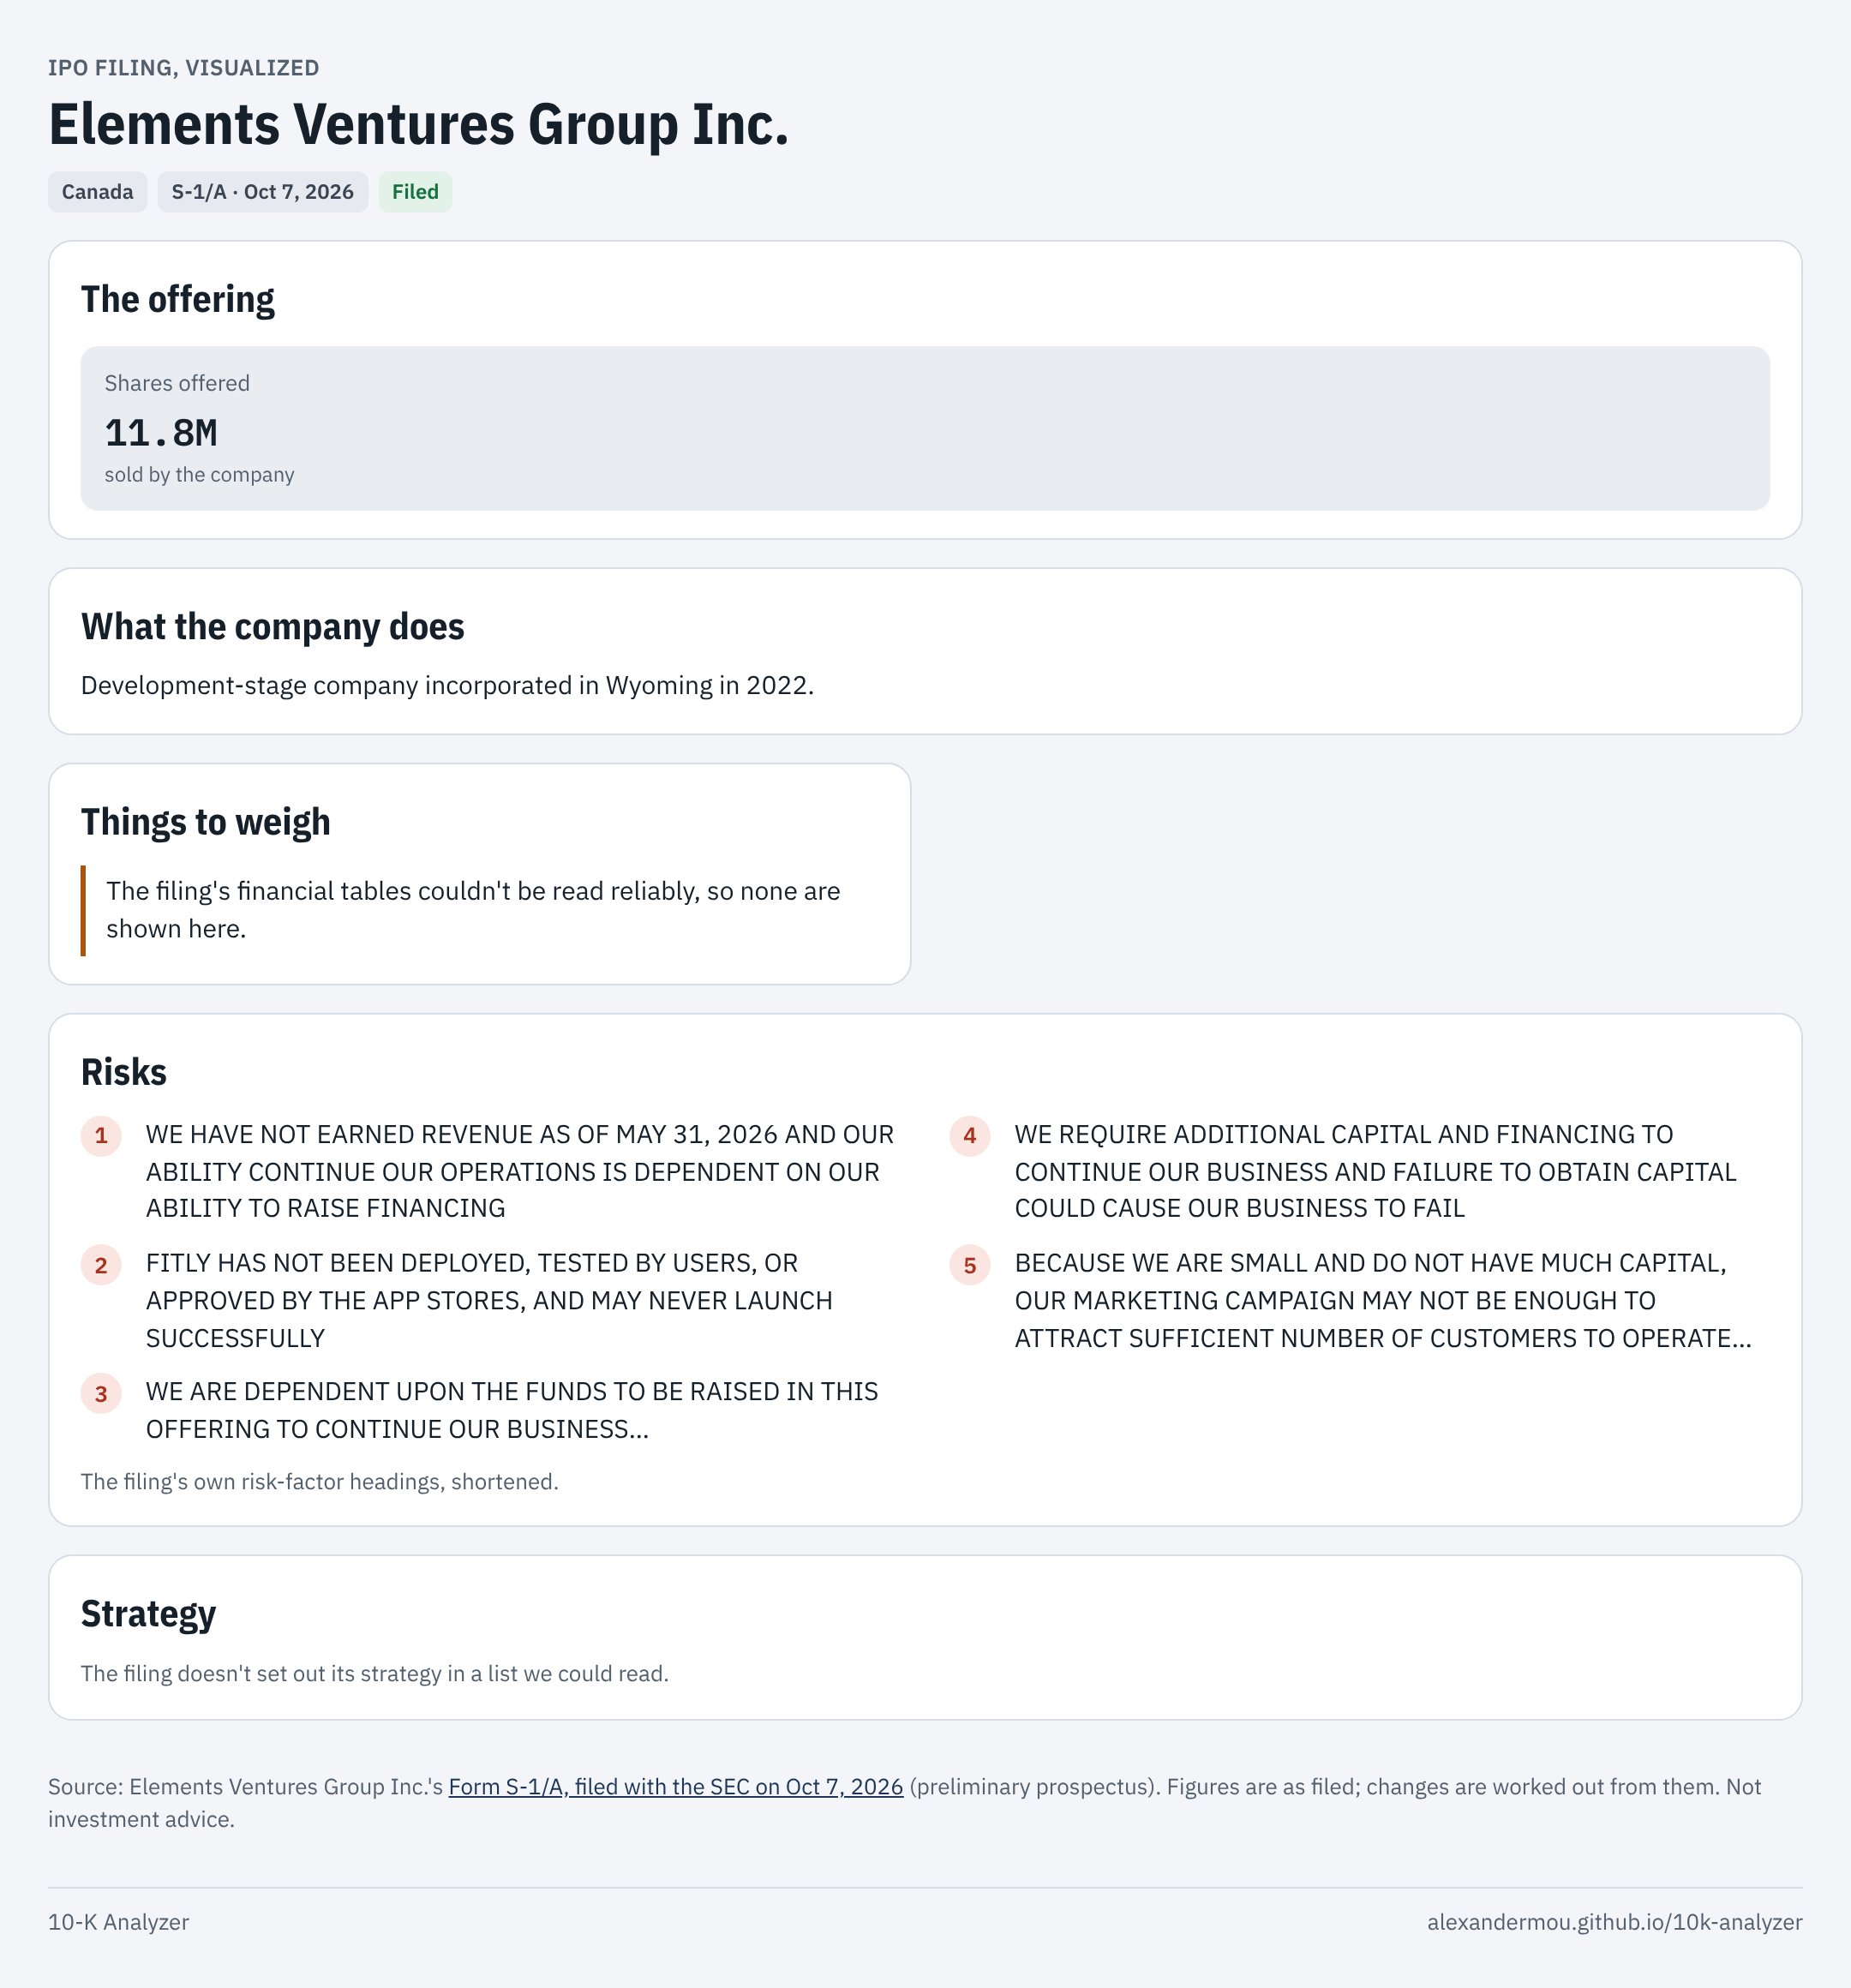 IPO FILING, VISUALIZED
Elements Ventures Group Inc.
Canada
S-1/A · Oct 7, 2026
Filed
The offering
Shares offered
11.8M
sold by the company
What the company does
Development-stage company incorporated in Wyoming in 2022.
Things to weigh
The filing's financial tables couldn't be read reliably, so none are
shown here.
Risks
1
WE HAVE NOT EARNED REVENUE AS OF MAY 31, 2026 AND OUR
ABILITY CONTINUE OUR OPERATIONS IS DEPENDENT ON OUR
ABILITY TO RAISE FINANCING
2
FITLY HAS NOT BEEN DEPLOYED, TESTED BY USERS, OR
APPROVED BY THE APP STORES, AND MAY NEVER LAUNCH
SUCCESSFULLY
3
WE ARE DEPENDENT UPON THE FUNDS TO BE RAISED IN THIS
OFFERING TO CONTINUE OUR BUSINESS...
4
WE REQUIRE ADDITIONAL CAPITAL AND FINANCING TO
CONTINUE OUR BUSINESS AND FAILURE TO OBTAIN CAPITAL
COULD CAUSE OUR BUSINESS TO FAIL
5
BECAUSE WE ARE SMALL AND DO NOT HAVE MUCH CAPITAL,
OUR MARKETING CAMPAIGN MAY NOT BE ENOUGH TO
ATTRACT SUFFICIENT NUMBER OF CUSTOMERS TO OPERATE...
The filing's own risk-factor headings, shortened.
Strategy
The filing doesn't set out its strategy in a list we could read.
Source: Elements Ventures Group Inc.'s Form S-1/A, filed with the SEC on Oct 7, 2026 (preliminary prospectus). Figures are as filed; changes are worked out from them. Not
investment advice.
10-K Analyzer
alexandermou.github.io/10k-analyzer